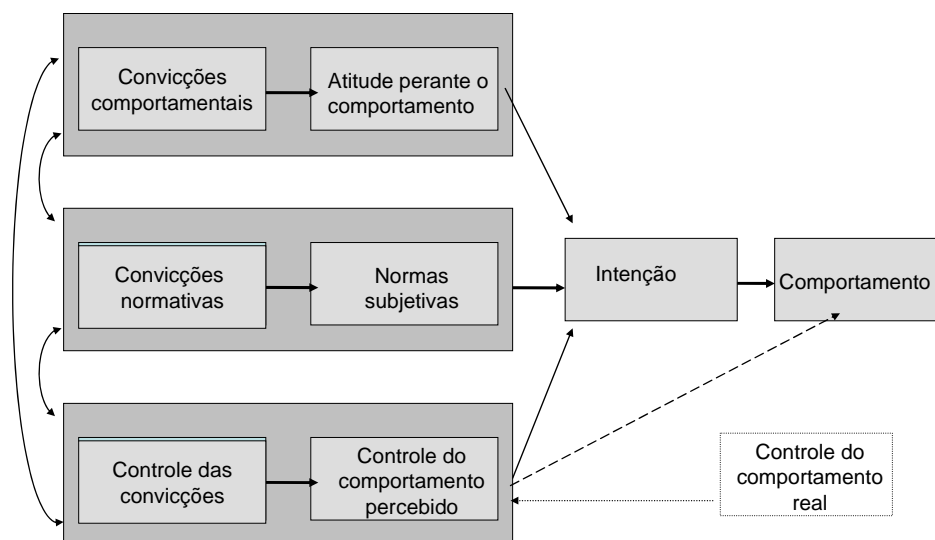 Convicções
comportamentais
Atitude perante o
comportamento
Convicções
normativas
Normas
subjetivas
Intenção
Comportamento
Controle das
convicções
Controle do
comportamento
percebido
Controle do
comportamento
real